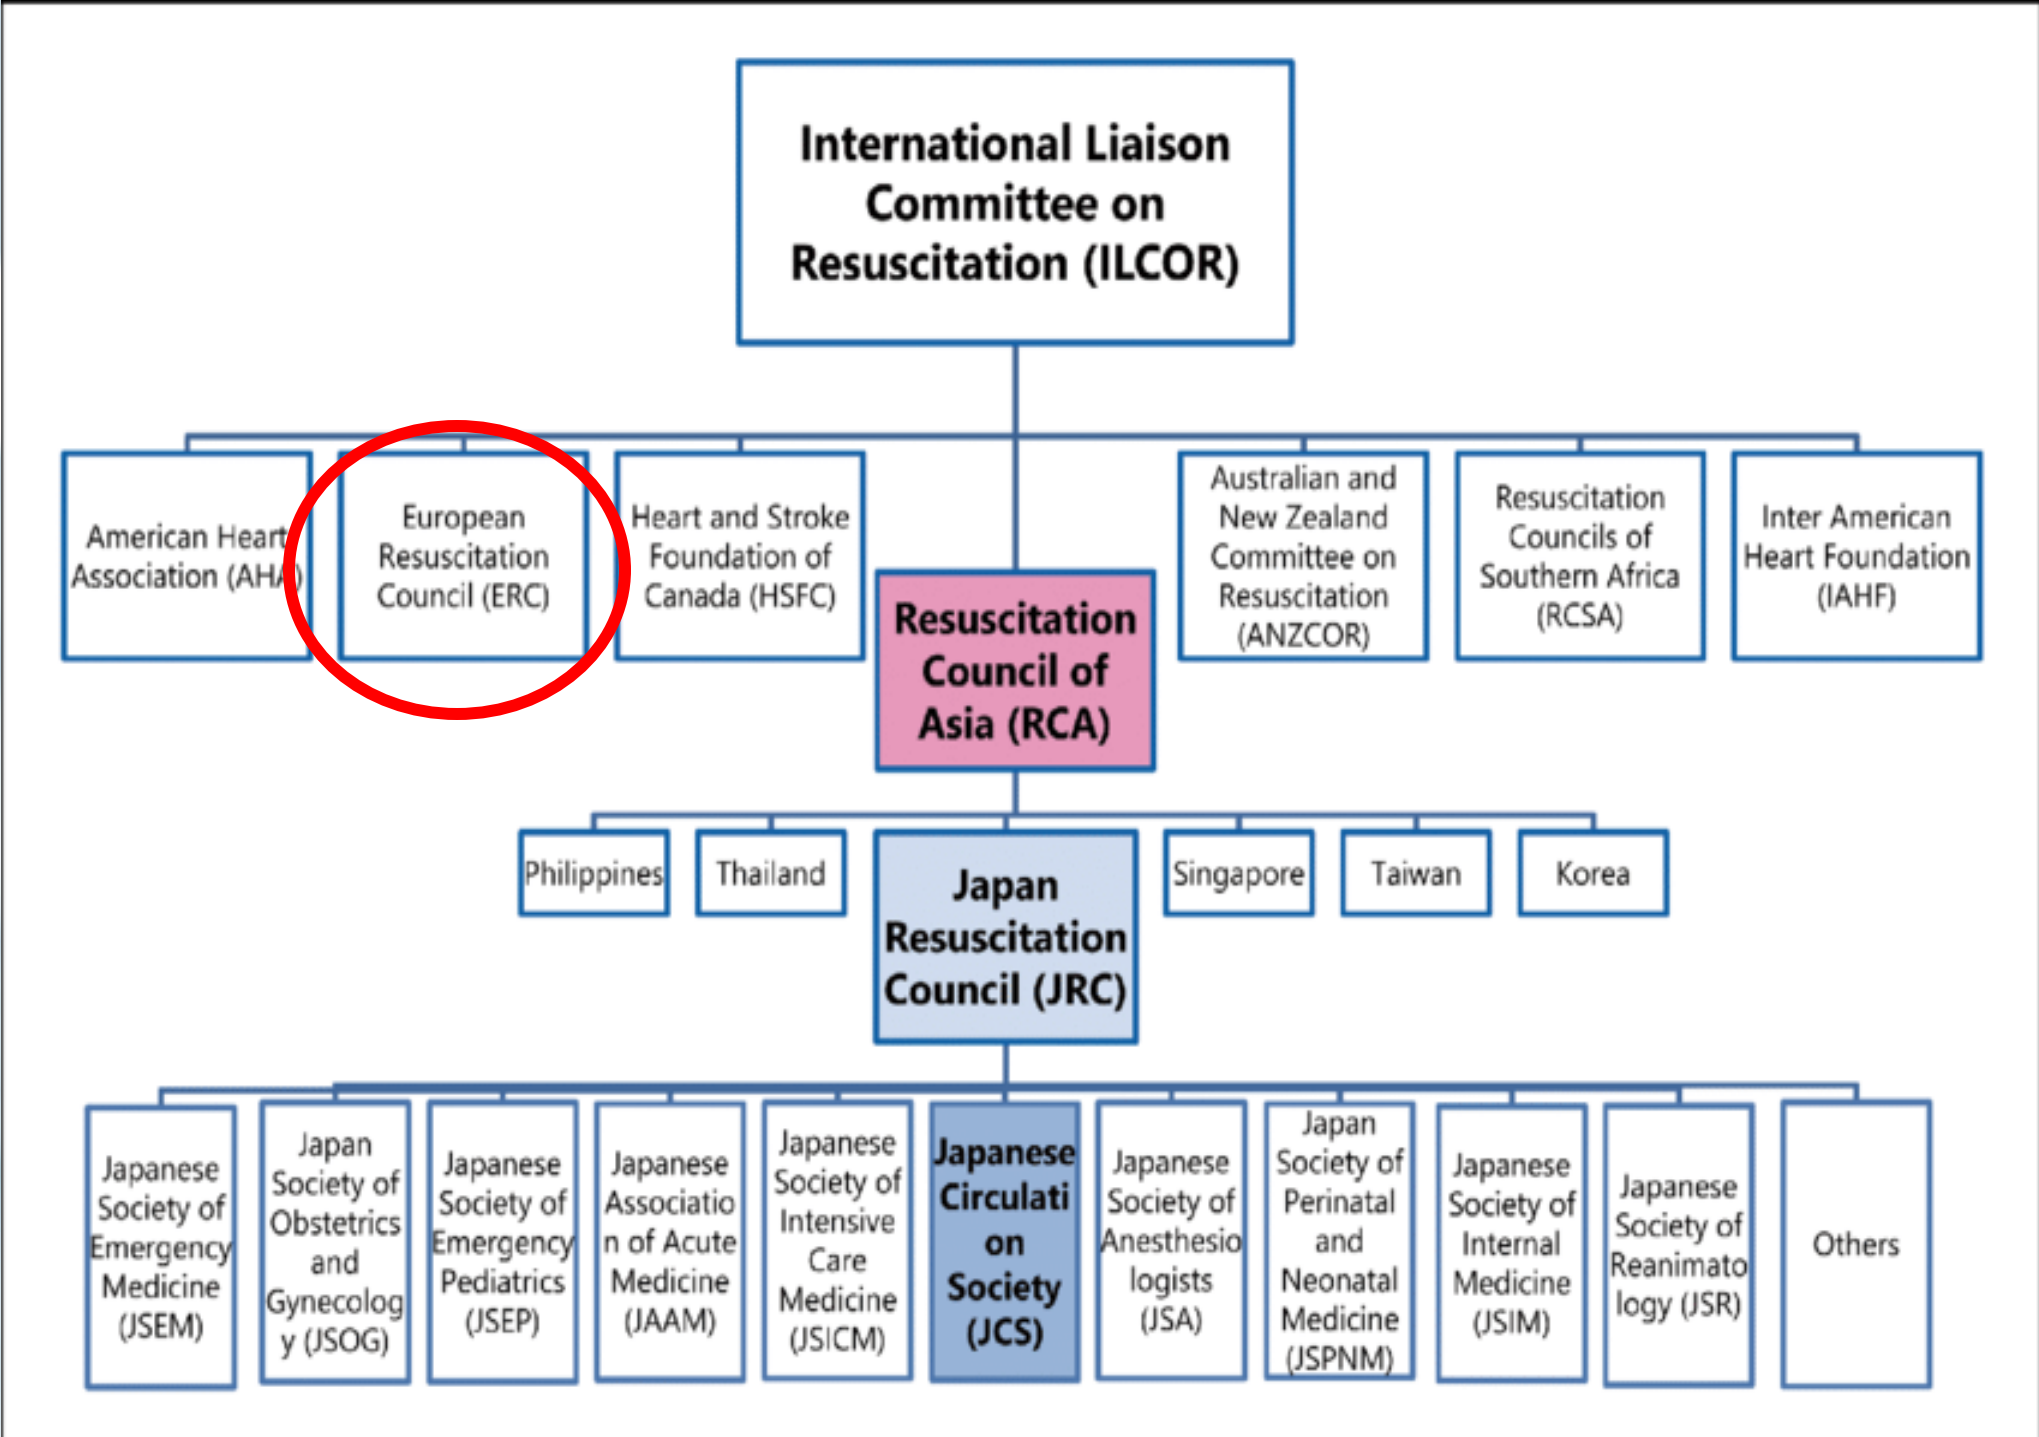 International Liaison
Committee on
Resuscitation (ILCOR)
American Heart
Association (AHA)
European
Resuscitation
Council (ERC)
Heart and Stroke
Foundation of
Canada (HSFC)
Resuscitation
Council of
Asia (RCA)
Australian and
New Zealand
Committee on
Resuscitation
(ANZCOR)
Resuscitation
Councils of
Southern Africa
(RCSA)
Inter American
Heart Foundation
(IAHF)
Philippines
Thailand
Japan
Resuscitation
Council (JRC)
Singapore
Taiwan
Korea
Japanese
Society of
Emergency
Medicine
(JSEM)
Japan
Society of
Obstetrics
and
Gynecolog
y (JSOG)
Japanese
Society of
Emergency
Pediatrics
(JSEP)
Japanese
Associatio
n of Acute
Medicine
(JAAM)
Japanese
Society of
Intensive
Care
Medicine
(JSICM)
Japanese
Circulati
on
Society
(JCS)
Japanese
Society of
Anesthesio
logists
(JSA)
Japan
Society of
Perinatal
and
Neonatal
Medicine
(JSPNM)
Japanese
Society of
Internal
Medicine
(JSIM)
Japanese
Society of
Reanimato
logy (JSR)
Others